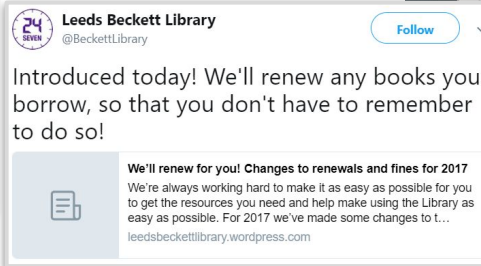 24
SEVEN
Leeds Beckett Library
@BeckettLibrary
Follow
Introduced today! We'll renew any books you
borrow, so that you don't have to remember
to do so!
We'll renew for you! Changes to renewals and fines for 2017
We're always working hard to make it as easy as possible for you
to get the resources you need and help make using the Library as
easy as possible. For 2017 we've made some changes to t...
leedsbeckettlibrary.wordpress.com